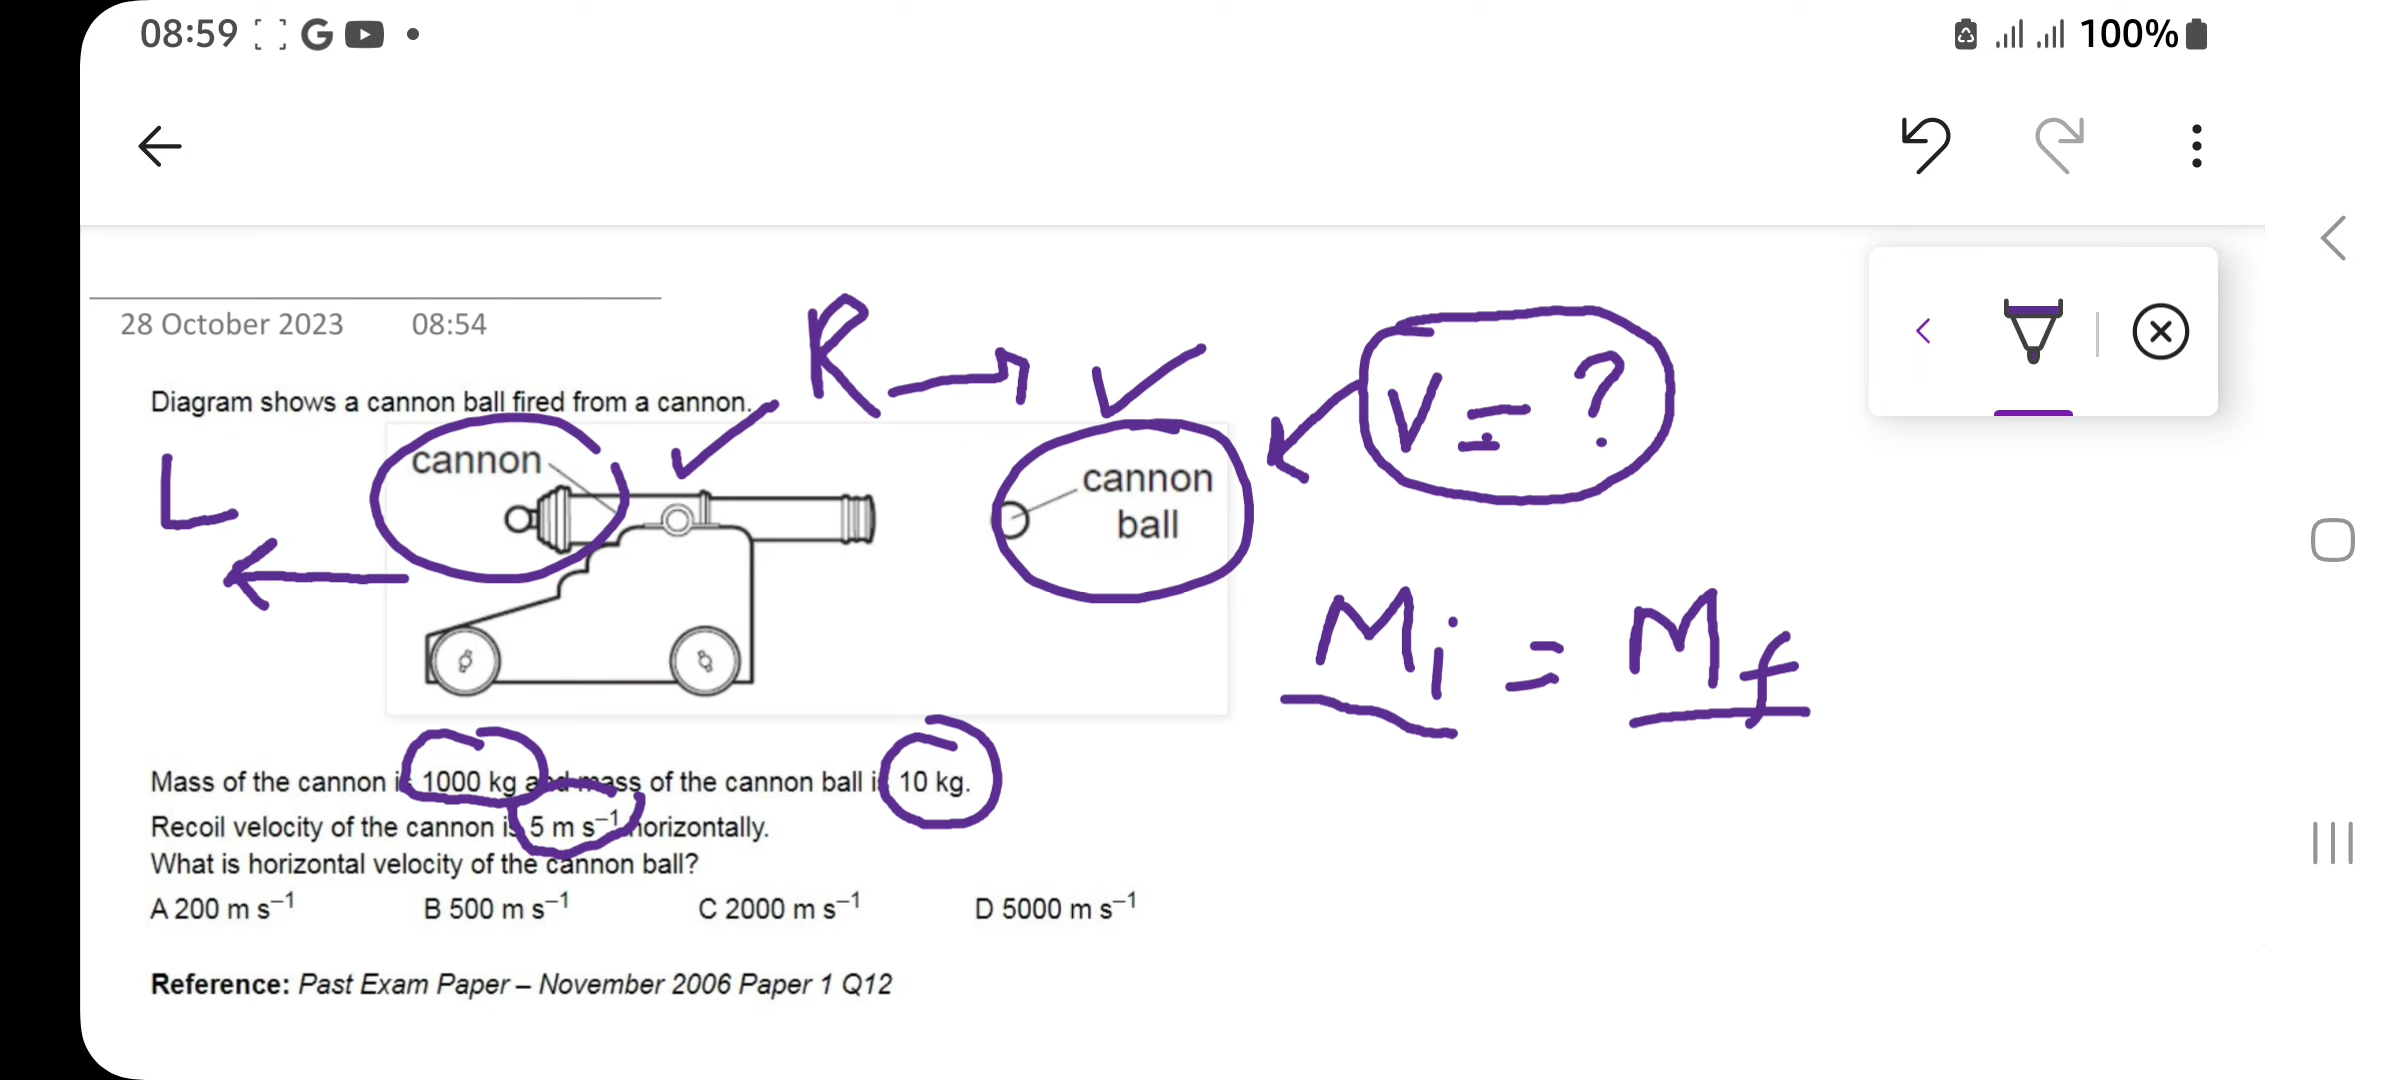 08:59 G 100%
28 October 2023 08:54
R
V = ?
Diagram shows a cannon ball fired from a cannon.
L
cannon
cannon
ball
Mi = Mf
Mass of the cannon is 1000 kg and mass of the cannon ball is 10 kg.
Recoil velocity of the cannon is 5 m s⁻¹ horizontally.
What is horizontal velocity of the cannon ball?
A 200 m s⁻¹ B 500 m s⁻¹ C 2000 m s⁻¹ D 5000 m s⁻¹
Reference: Past Exam Paper – November 2006 Paper 1 Q12